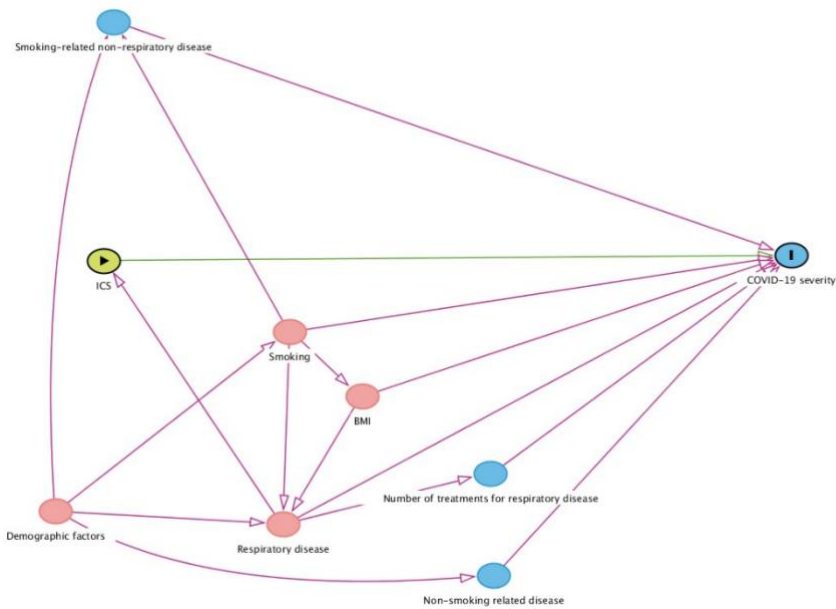 Smoking-related non-respiratory disease
ICS
COVID-19 severity
Smoking
BMI
Number of treatments for respiratory disease
Demographic factors
Respiratory disease
Non-smoking related disease